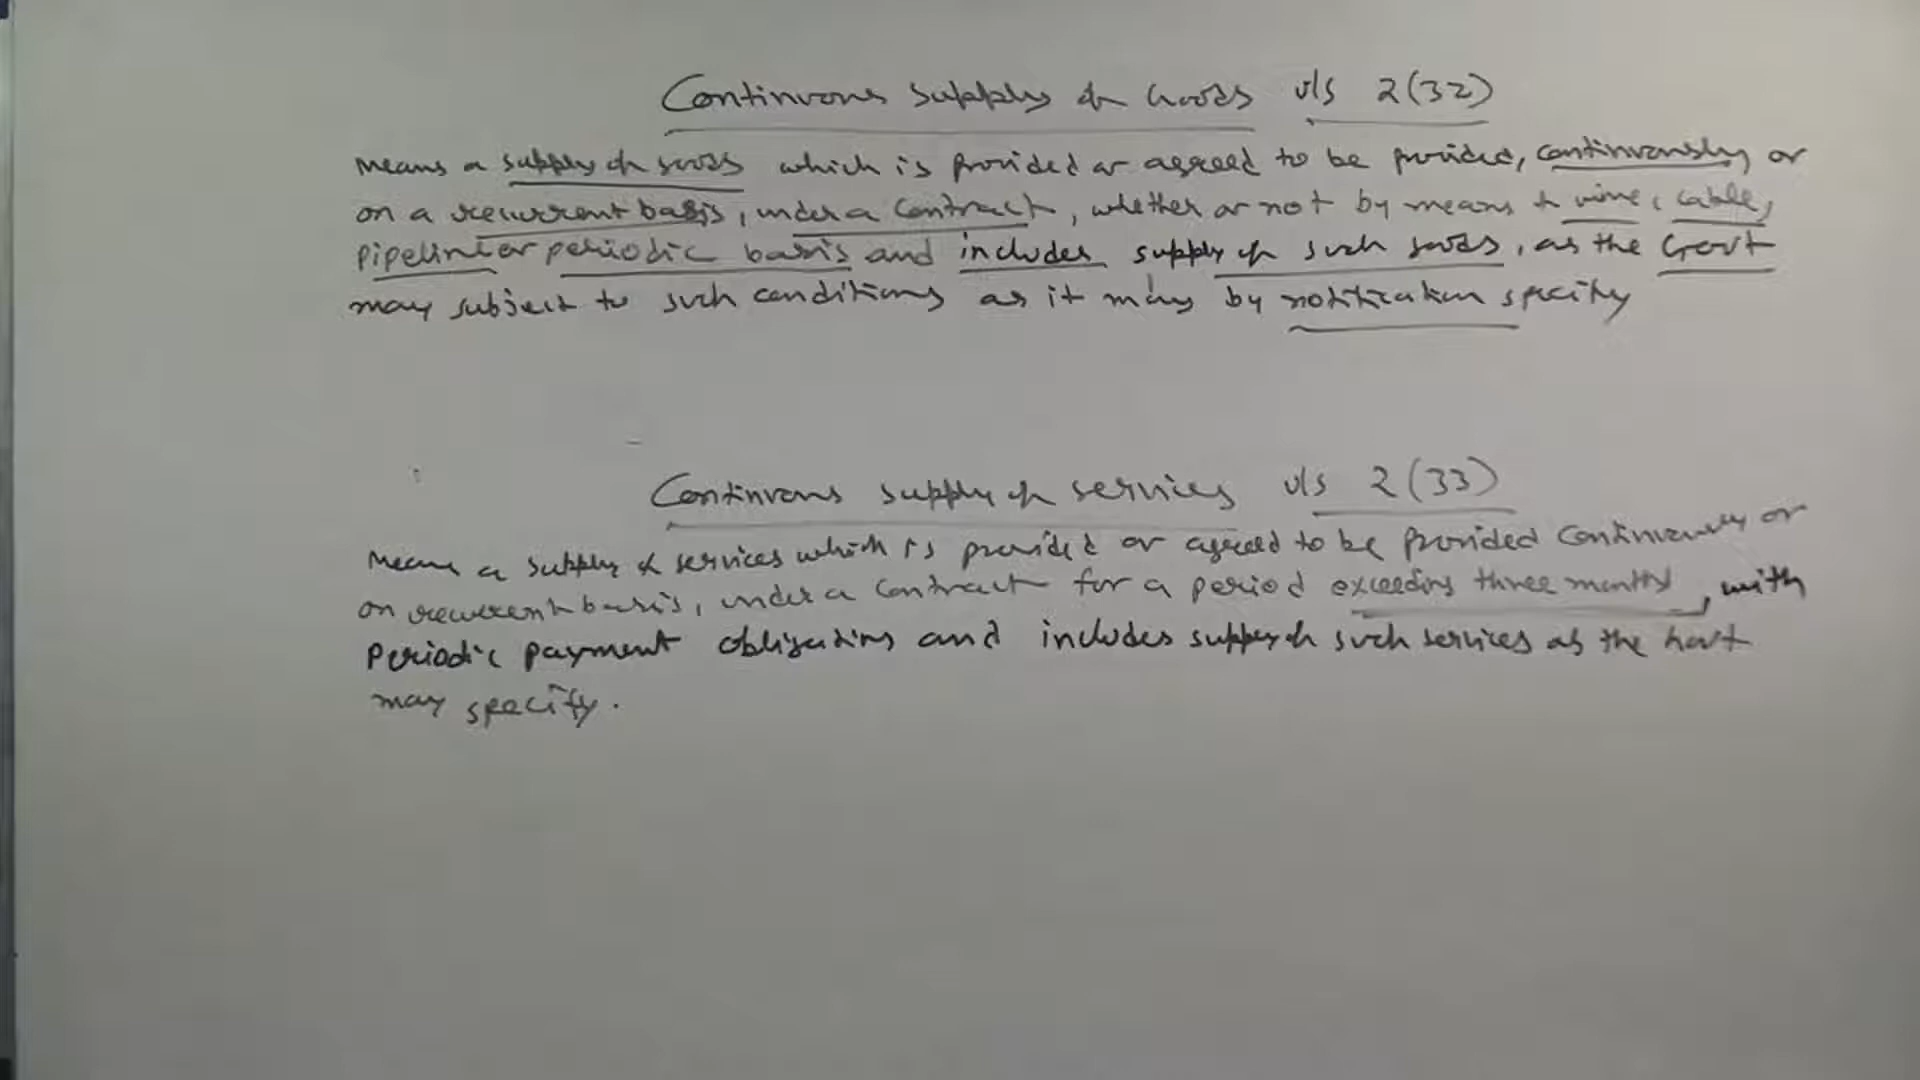 Continuous supply of Goods u/s 2(32)
Means a supply of goods which is provided or agreed to be provided, continuously or
on a recurrent basis, under a contract, whether or not by means of wire, cable,
pipeline or periodic basis and includes supply of such goods, as the Govt
may subject to such conditions as it may by notification specify
Continuous supply of services u/s 2(33)
Means a supply of services which is provided or agreed to be provided continuously or
on recurrent basis, under a contract for a period exceeding three months, with
periodic payment obligations and includes supply of such services as the Govt
may specify.